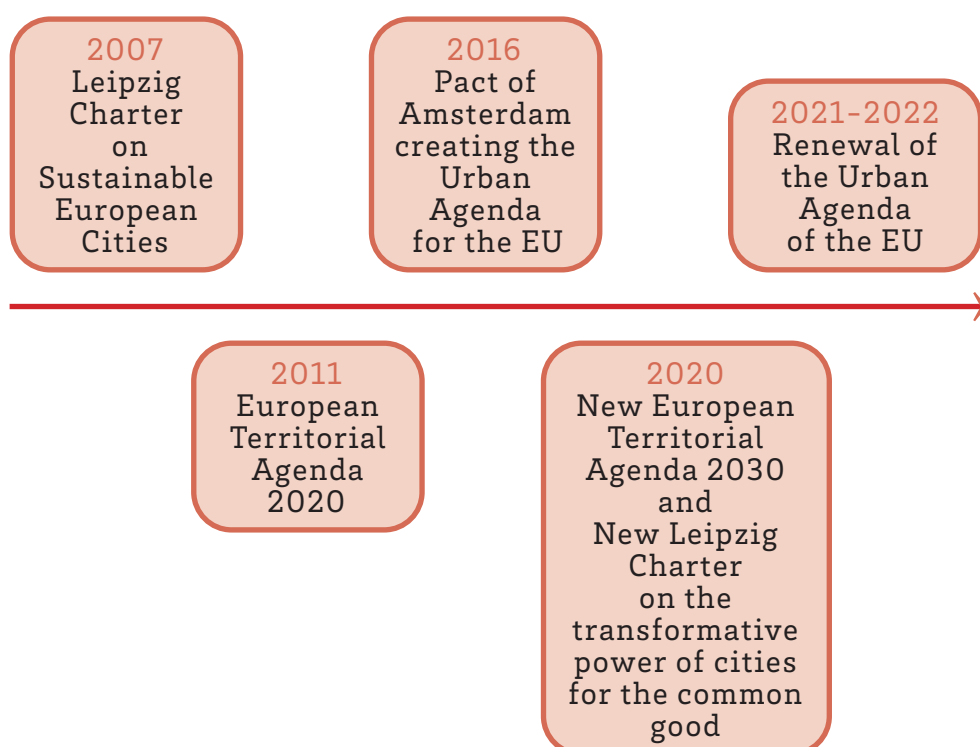 2007
Leipzig
Charter
on
Sustainable
European
Cities
2011
European
Territorial
Agenda
2020
2016
Pact of
Amsterdam
creating the
Urban
Agenda
for the EU
2020
New European
Territorial
Agenda 2030
and
New Leipzig
Charter
on the
transformative
power of cities
for the common
good
2021-2022
Renewal of
the Urban
Agenda
of the EU